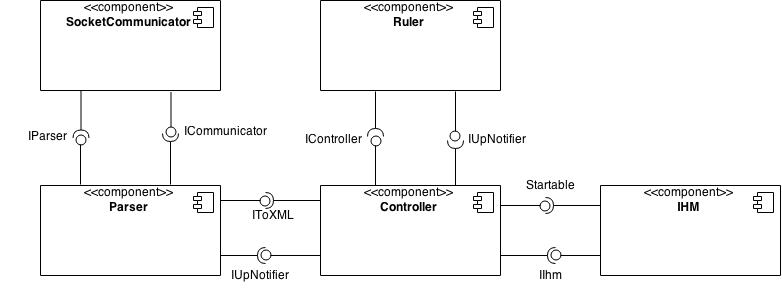 <<component>>
SocketCommunicator
<<component>>
Ruler
IParser
ICommunicator
IController
IUpNotifier
<<component>>
Parser
IToXML
IUpNotifier
<<component>>
Controller
Startable
IIhm
<<component>>
IHM